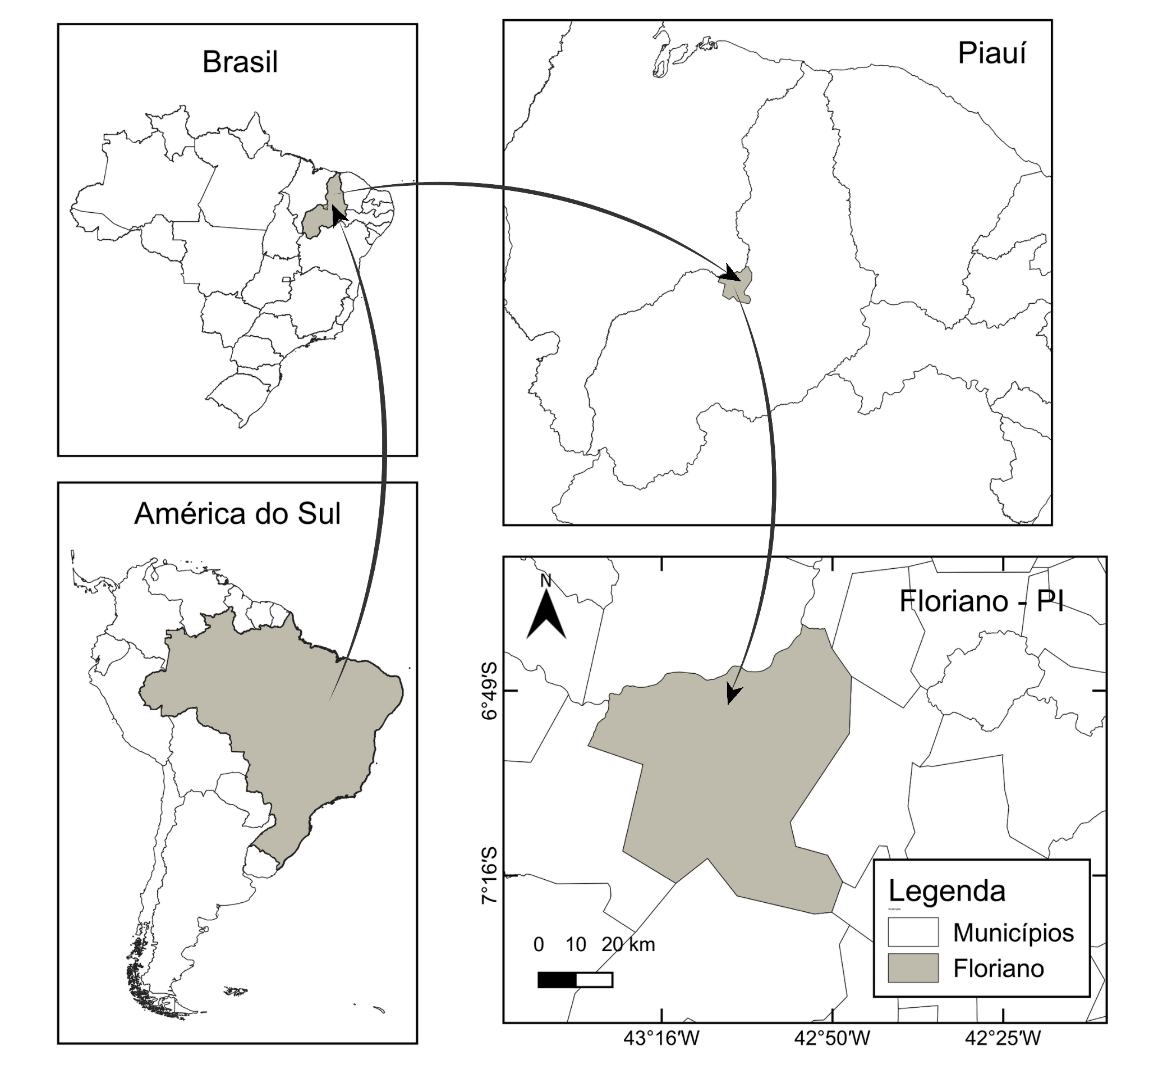 Brasil
Piauí
América do Sul
Floriano - PI
N
6°49'S
7°16'S
0 10 20 km
Legenda
Municípios
Floriano
43°16'W 42°50'W 42°25'W